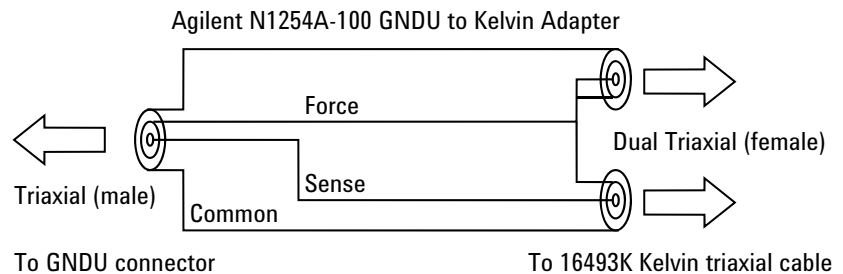 Agilent N1254A-100 GNDU to Kelvin Adapter
Force
Dual Triaxial (female)
Triaxial (male)
Sense
Common
To GNDU connector
To 16493K Kelvin triaxial cable